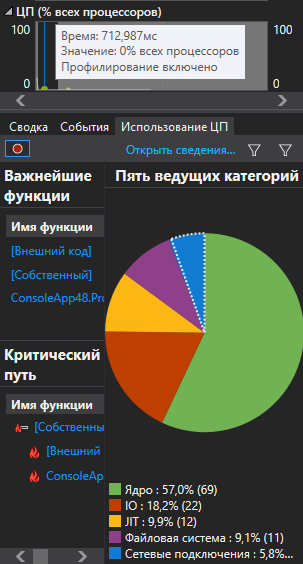 ЦП (% всех процессоров)
100
100
Время: 712,987мс
Значение: 0% всех процессоров
Профилирование включено
0
0
Сводка События Использование ЦП
Открыть сведения...
Важнейшие функции
Имя функции
[Внешний код]
[Собственный]
ConsoleApp48.Pro
Критический путь
Имя функции
[Собственны
[Внешний
ConsoleAp
Пять ведущих категорий
Ядро : 57,0% (69)
IO : 18,2% (22)
JIT : 9,9% (12)
Файловая система : 9,1% (11)
Сетевые подключения : 5,8%...